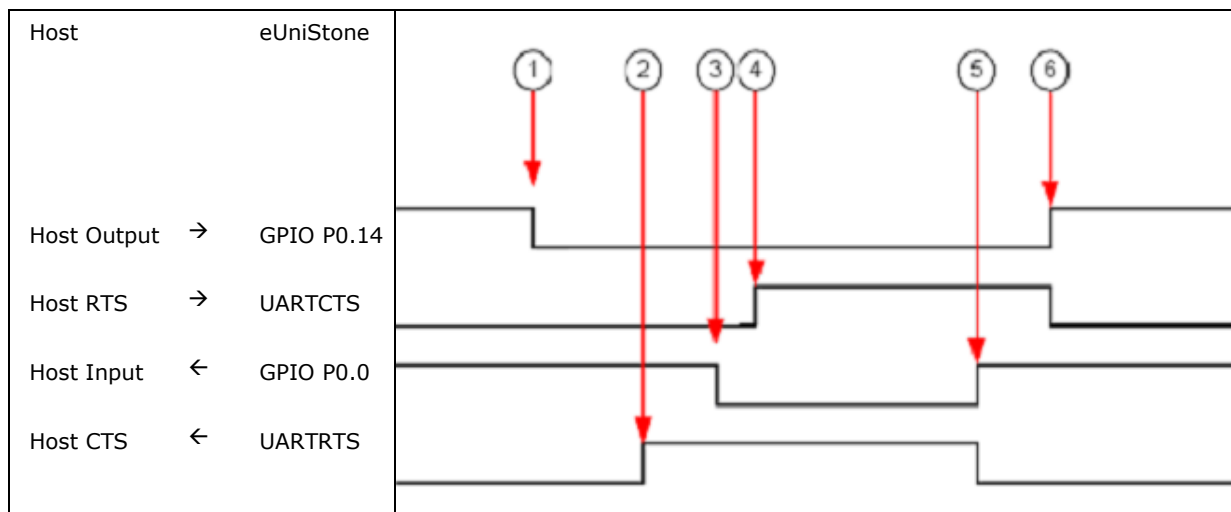 Host eUniStone
1 2 3 4 5 6
Host Output → GPIO P0.14
Host RTS → UARTCTS
Host Input ← GPIO P0.0
Host CTS ← UARTRTS